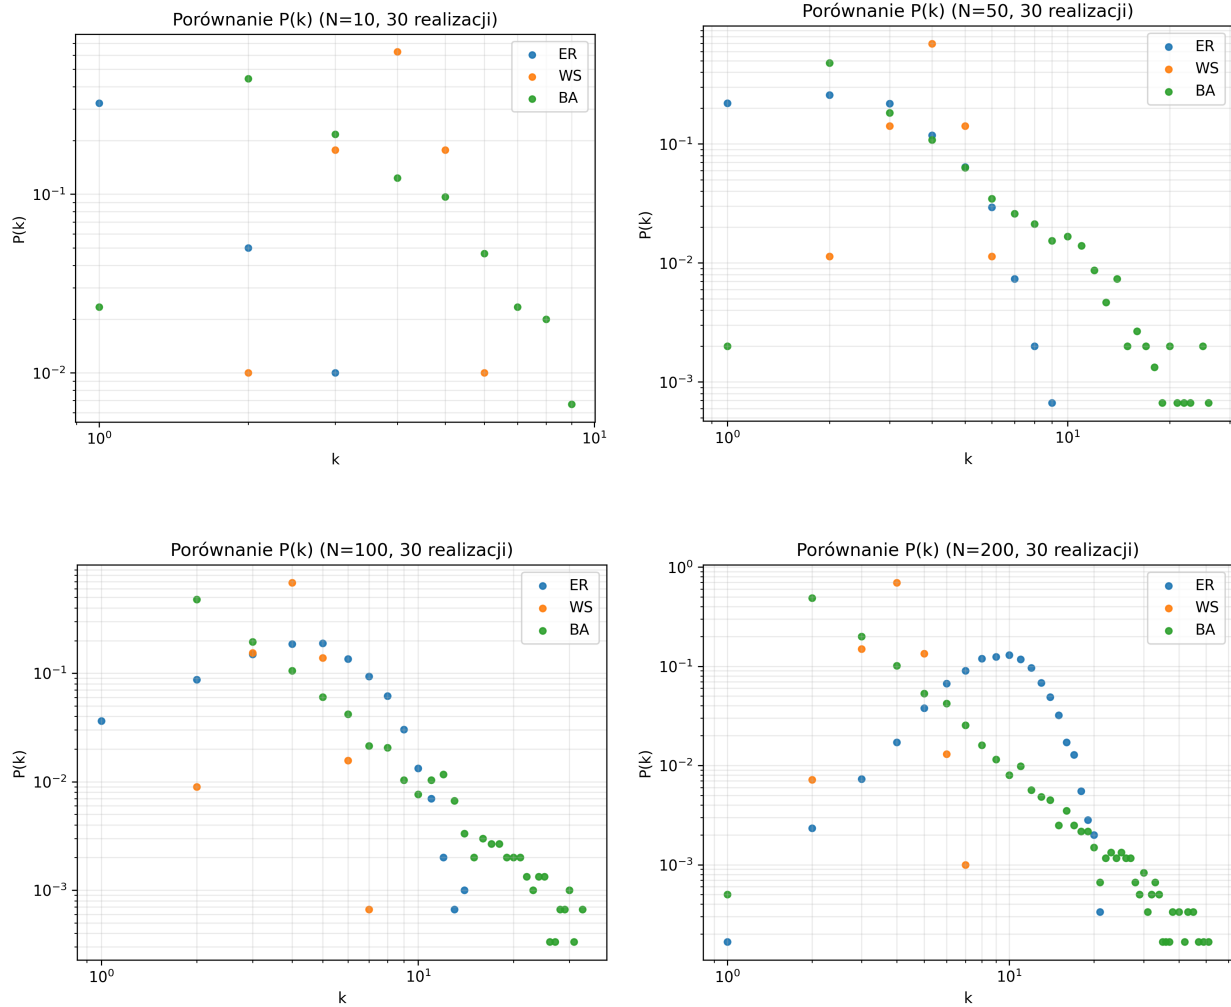 Porównanie P(k) (N=10, 30 realizacji)
ER
WS
BA
P(k)
10⁻¹
10⁻²
10⁰
10¹
k
Porównanie P(k) (N=50, 30 realizacji)
ER
WS
BA
P(k)
10⁻¹
10⁻²
10⁻³
10⁰
10¹
k
Porównanie P(k) (N=100, 30 realizacji)
ER
WS
BA
P(k)
10⁻¹
10⁻²
10⁻³
10⁰
10¹
k
Porównanie P(k) (N=200, 30 realizacji)
ER
WS
BA
P(k)
10⁰
10⁻¹
10⁻²
10⁻³
10⁰
10¹
k